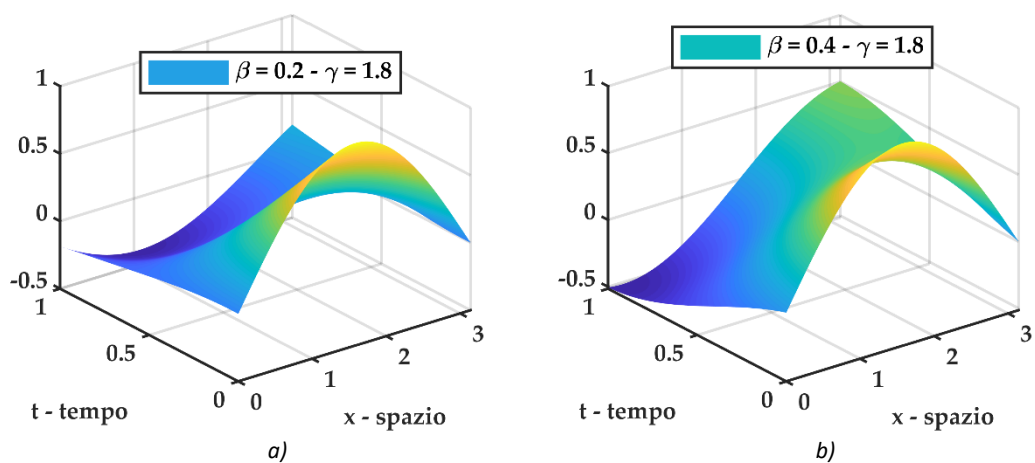 β = 0.2 - γ = 1.8
1
0.5
0
-0.5
1
0.5
0
0
1
2
3
t - tempo
x - spazio
a)
β = 0.4 - γ = 1.8
1
0.5
0
-0.5
1
0.5
0
0
1
2
3
t - tempo
x - spazio
b)